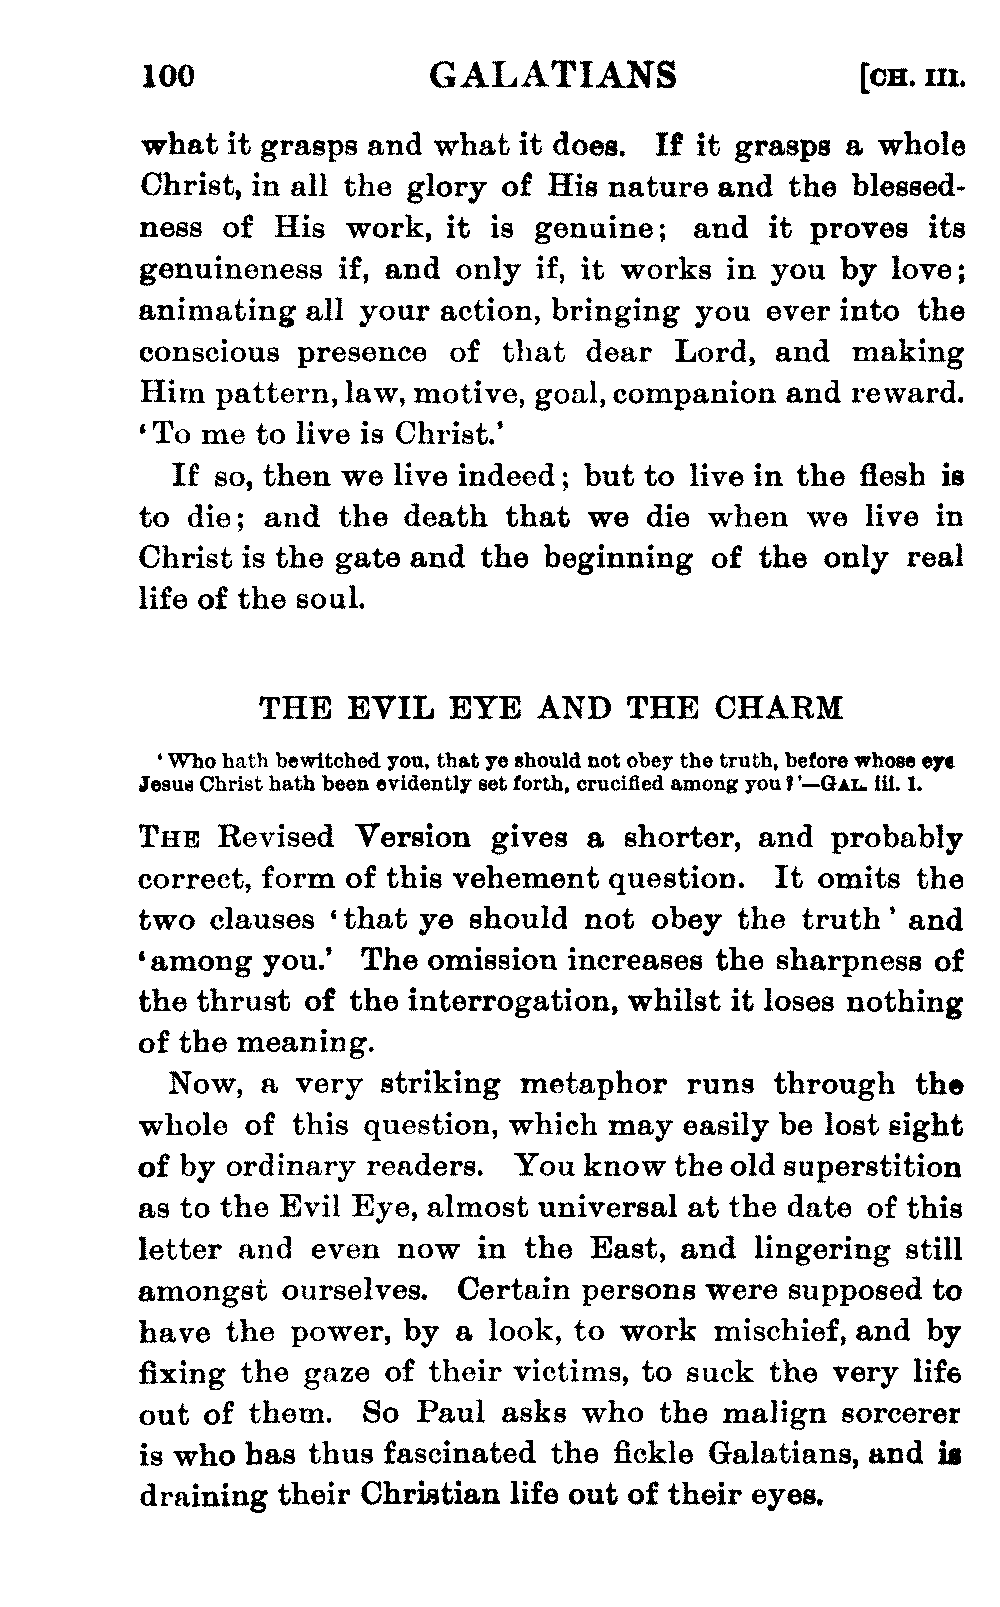 100 GALATIANS [CH. III.
what it grasps and what it does. If it grasps a whole
Christ, in all the glory of His nature and the blessed-
ness of His work, it is genuine; and it proves its
genuineness if, and only if, it works in you by love;
animating all your action, bringing you ever into the
conscious presence of that dear Lord, and making
Him pattern, law, motive, goal, companion and reward.
‘To me to live is Christ.’
If so, then we live indeed; but to live in the flesh is
to die; and the death that we die when we live in
Christ is the gate and the beginning of the only real
life of the soul.
THE EVIL EYE AND THE CHARM
‘Who hath bewitched you, that ye should not obey the truth, before whose eye
Jesus Christ hath been evidently set forth, crucified among you?’—GAL. iii. 1.
THE Revised Version gives a shorter, and probably
correct, form of this vehement question. It omits the
two clauses ‘that ye should not obey the truth’ and
‘among you.’ The omission increases the sharpness of
the thrust of the interrogation, whilst it loses nothing
of the meaning.
Now, a very striking metaphor runs through the
whole of this question, which may easily be lost sight
of by ordinary readers. You know the old superstition
as to the Evil Eye, almost universal at the date of this
letter and even now in the East, and lingering still
amongst ourselves. Certain persons were supposed to
have the power, by a look, to work mischief, and by
fixing the gaze of their victims, to suck the very life
out of them. So Paul asks who the malign sorcerer
is who has thus fascinated the fickle Galatians, and is
draining their Christian life out of their eyes.